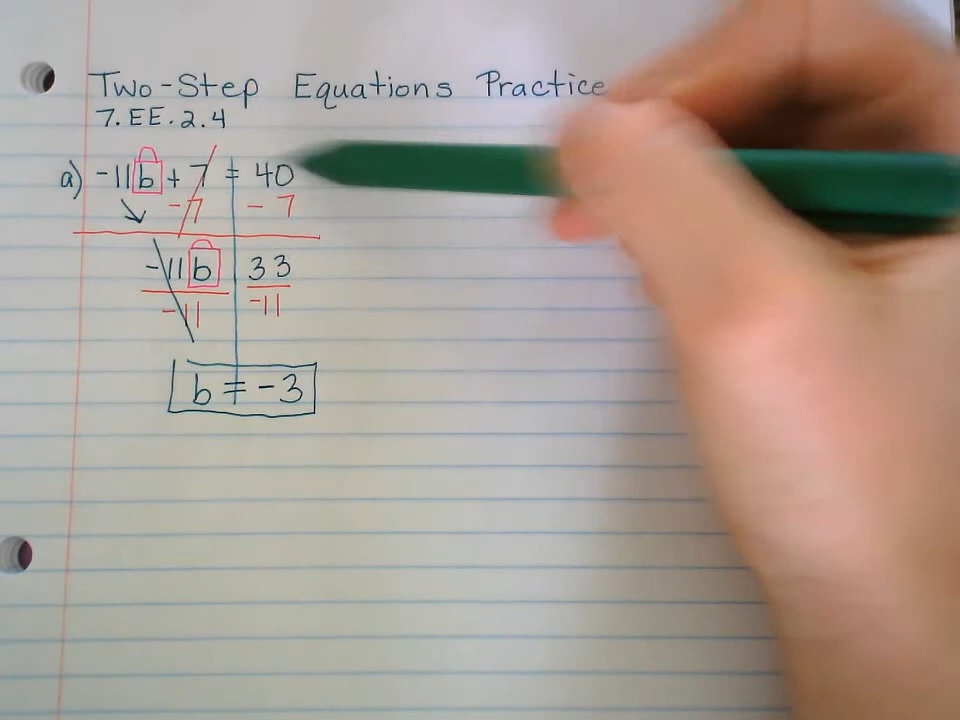 Two-Step Equations Practice
7.EE.2.4
a) -11b + 7 = 40
-7 - 7
-11b 33
-11 -11
b = -3